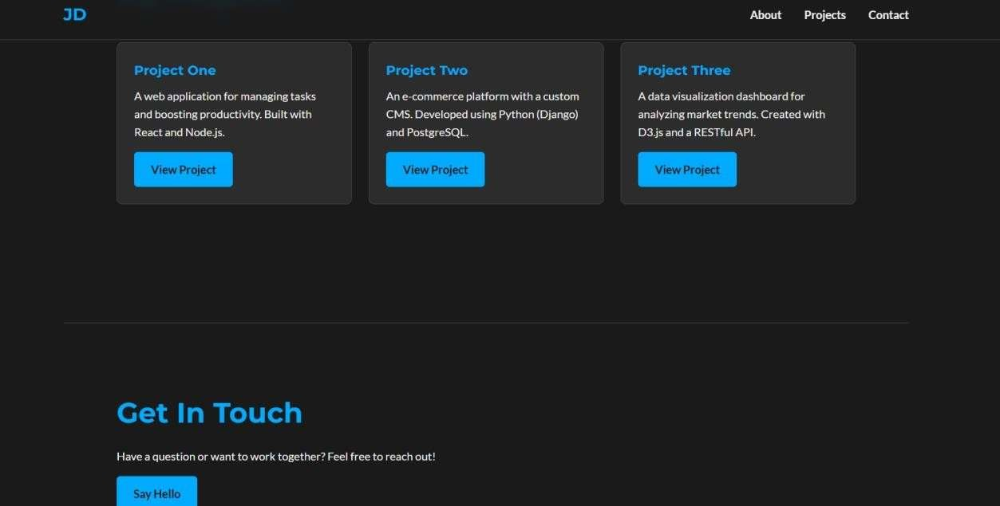 JD
About
Projects
Contact
Project One
A web application for managing tasks
and boosting productivity. Built with
React and Node.js.
View Project
Project Two
An e-commerce platform with a custom
CMS. Developed using Python (Django)
and PostgreSQL.
View Project
Project Three
A data visualization dashboard for
analyzing market trends. Created with
D3.js and a RESTful API.
View Project
Get In Touch
Have a question or want to work together? Feel free to reach out!
Say Hello